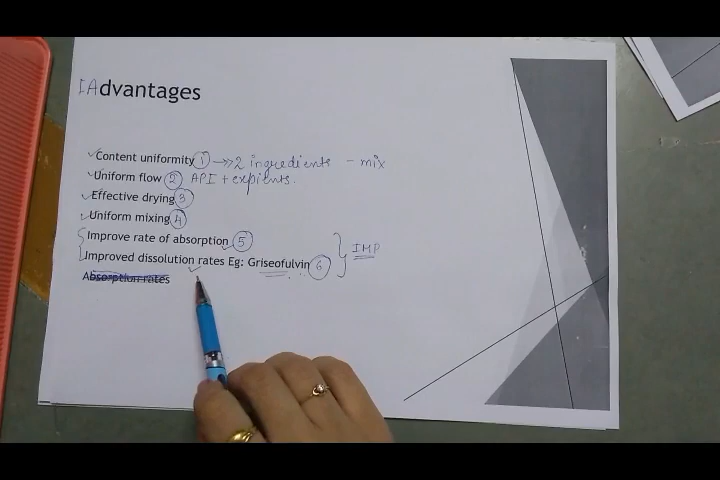 IAdvantages
Content uniformity 1 →» 2 ingredients - mix
Uniform flow 2 API + expients.
Effective drying 3
Uniform mixing 4
Improve rate of absorption 5
Improved dissolution rates Eg: Griseofulvin 6
IMP
Absorption rates